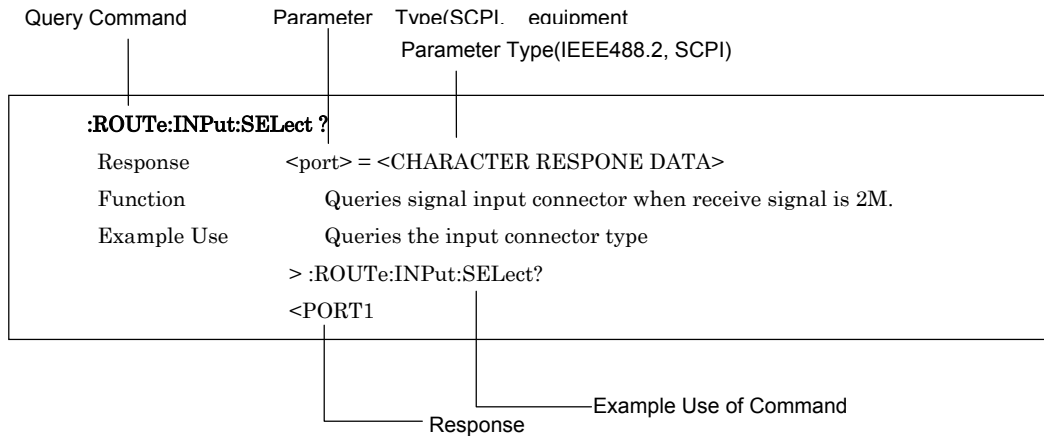 Query Command Parameter Type(SCPI, equipment
Parameter Type(IEEE488.2, SCPI)
:ROUTe:INPut:SELect ?
Response <port> = <CHARACTER RESPONE DATA>
Function Queries signal input connector when receive signal is 2M.
Example Use Queries the input connector type
> :ROUTe:INPut:SELect?
<PORT1
Example Use of Command
Response